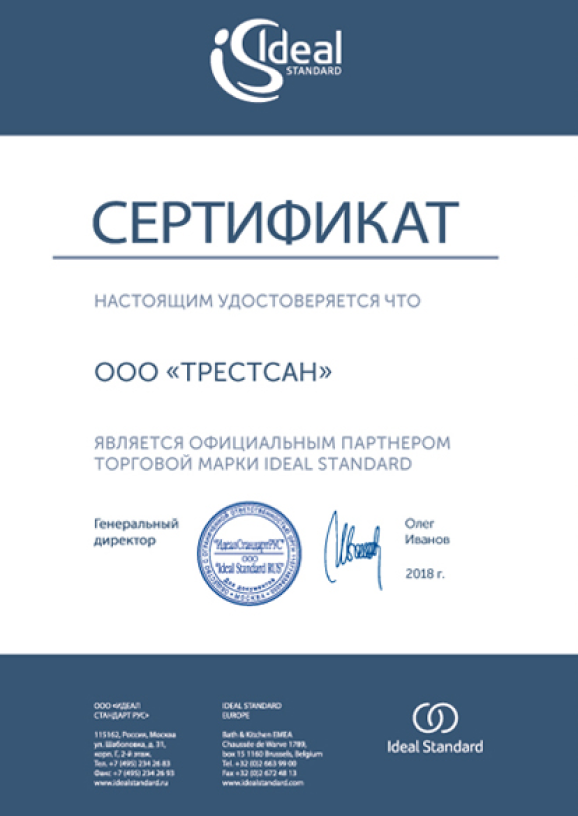 Ideal
STANDARD
СЕРТИФИКАТ
НАСТОЯЩИМ УДОСТОВЕРЯЕТСЯ ЧТО
ООО «ТРЕСТСАН»
ЯВЛЯЕТСЯ ОФИЦИАЛЬНЫМ ПАРТНЕРОМ
ТОРГОВОЙ МАРКИ IDEAL STANDARD
Генеральный
директор
"ИдеалСтандартРУС"
ООО
"Ideal Standard RUS"
Для документов
МОСКВА
Олег
Иванов
2018 г.
ООО «ИДЕАЛ
СТАНДАРТ РУС»
115162, Россия, Москва
ул. Шаболовка, д. 31,
корп. Г, 2-й этаж.
Тел. +7 (495) 234 26 83
Факс +7 (495) 234 26 93
www.idealstandard.ru
IDEAL STANDARD
EUROPE
Bath & Kitchen EMEA
Chaussée de Wavre 1789,
box 15 1160 Brussels, Belgium
Tel. +32 (0)2 663 99 00
Fax +32 (0)2 672 48 13
www.idealstandard.com
Ideal Standard